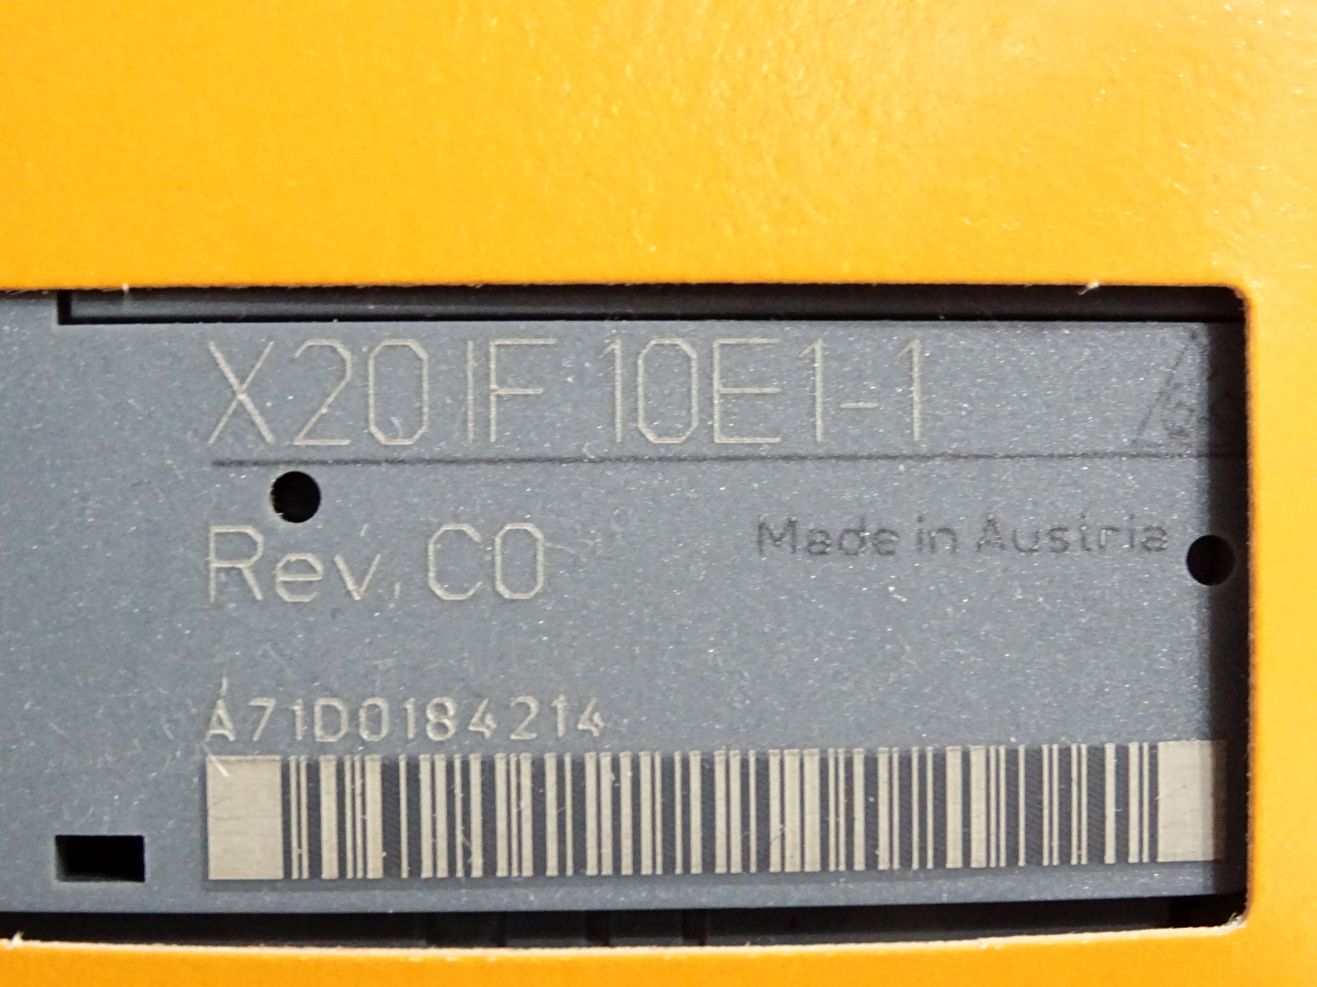 X20IF10E1-1
Rev. C0
Made in Austria
A71D0184214